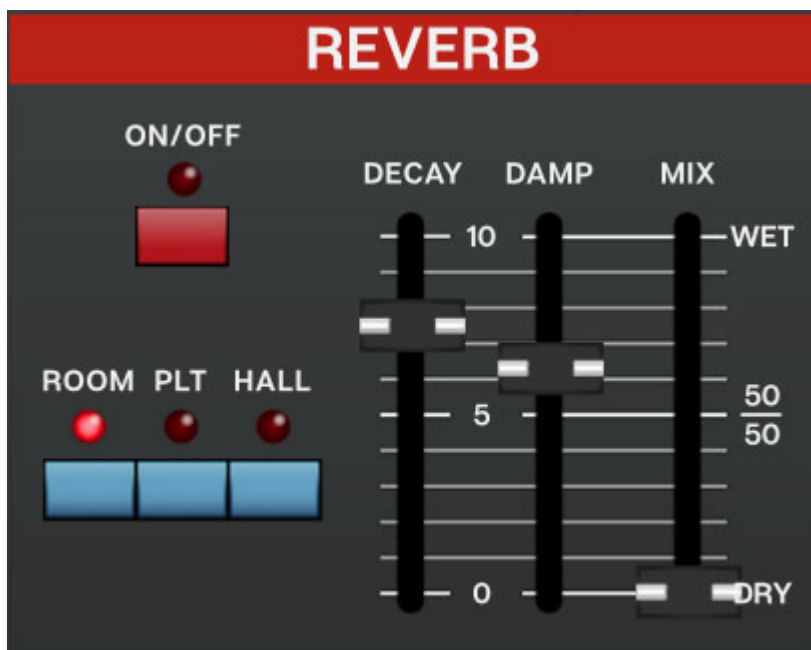 REVERB
ON/OFF
DECAY DAMP MIX
10 WET
ROOM PLT HALL
5 50
50
0 DRY